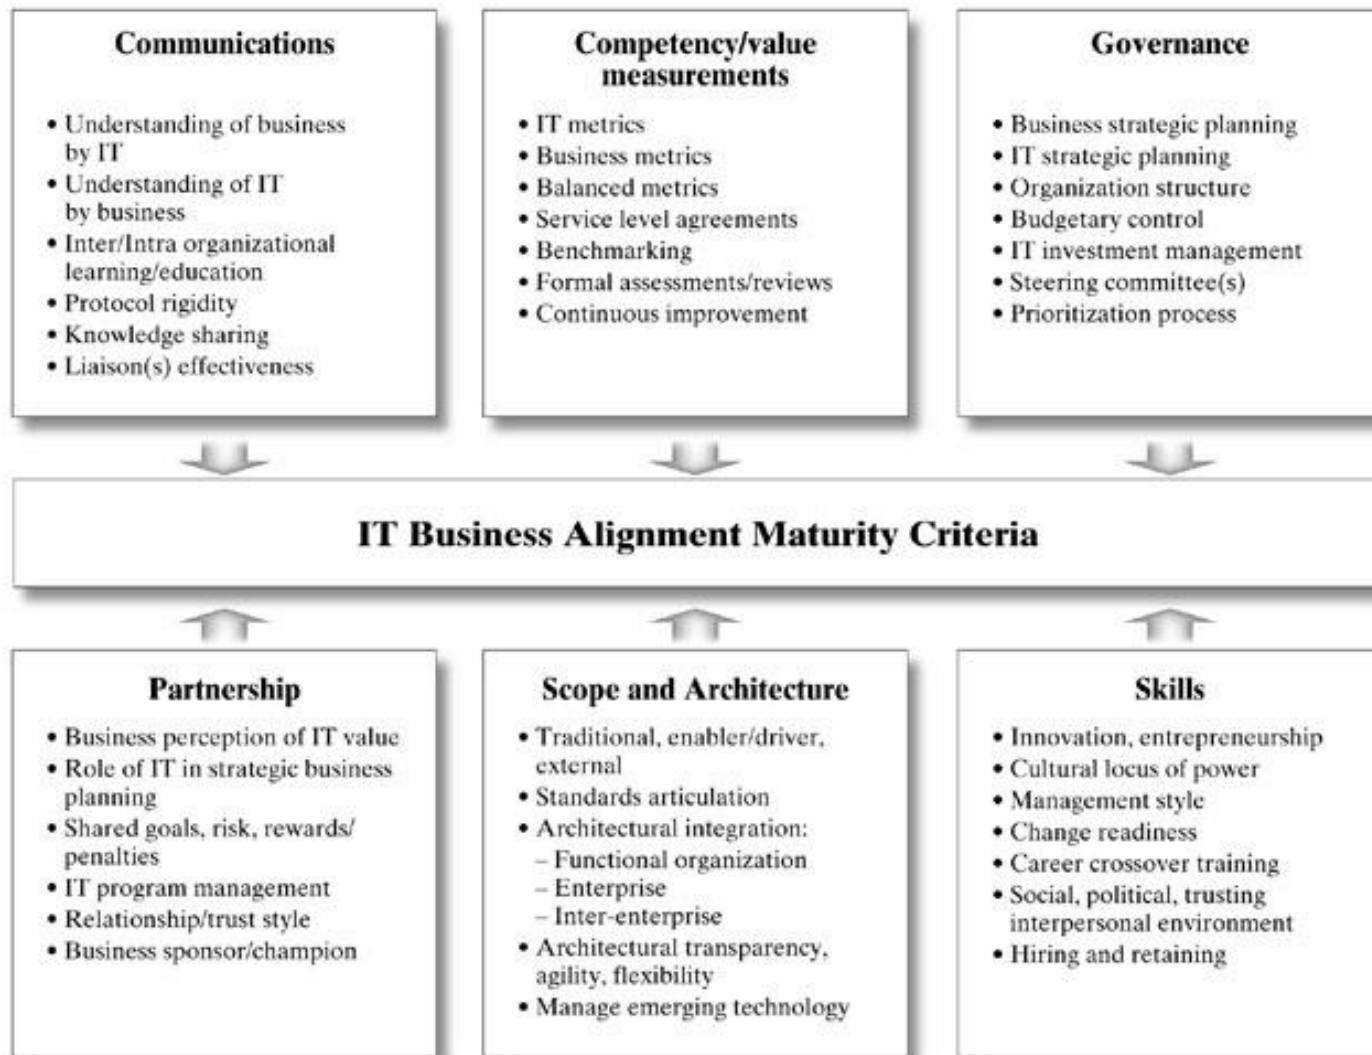 Communications
• Understanding of business
by IT
• Understanding of IT
by business
• Inter/Intra organizational
learning/education
• Protocol rigidity
• Knowledge sharing
• Liaison(s) effectiveness
Competency/value
measurements
• IT metrics
• Business metrics
• Balanced metrics
• Service level agreements
• Benchmarking
• Formal assessments/reviews
• Continuous improvement
Governance
• Business strategic planning
• IT strategic planning
• Organization structure
• Budgetary control
• IT investment management
• Steering committee(s)
• Prioritization process
IT Business Alignment Maturity Criteria
Partnership
• Business perception of IT value
• Role of IT in strategic business
planning
• Shared goals, risk, rewards/
penalties
• IT program management
• Relationship/trust style
• Business sponsor/champion
Scope and Architecture
• Traditional, enabler/driver,
external
• Standards articulation
• Architectural integration:
– Functional organization
– Enterprise
– Inter-enterprise
• Architectural transparency,
agility, flexibility
• Manage emerging technology
Skills
• Innovation, entrepreneurship
• Cultural locus of power
• Management style
• Change readiness
• Career crossover training
• Social, political, trusting
interpersonal environment
• Hiring and retaining